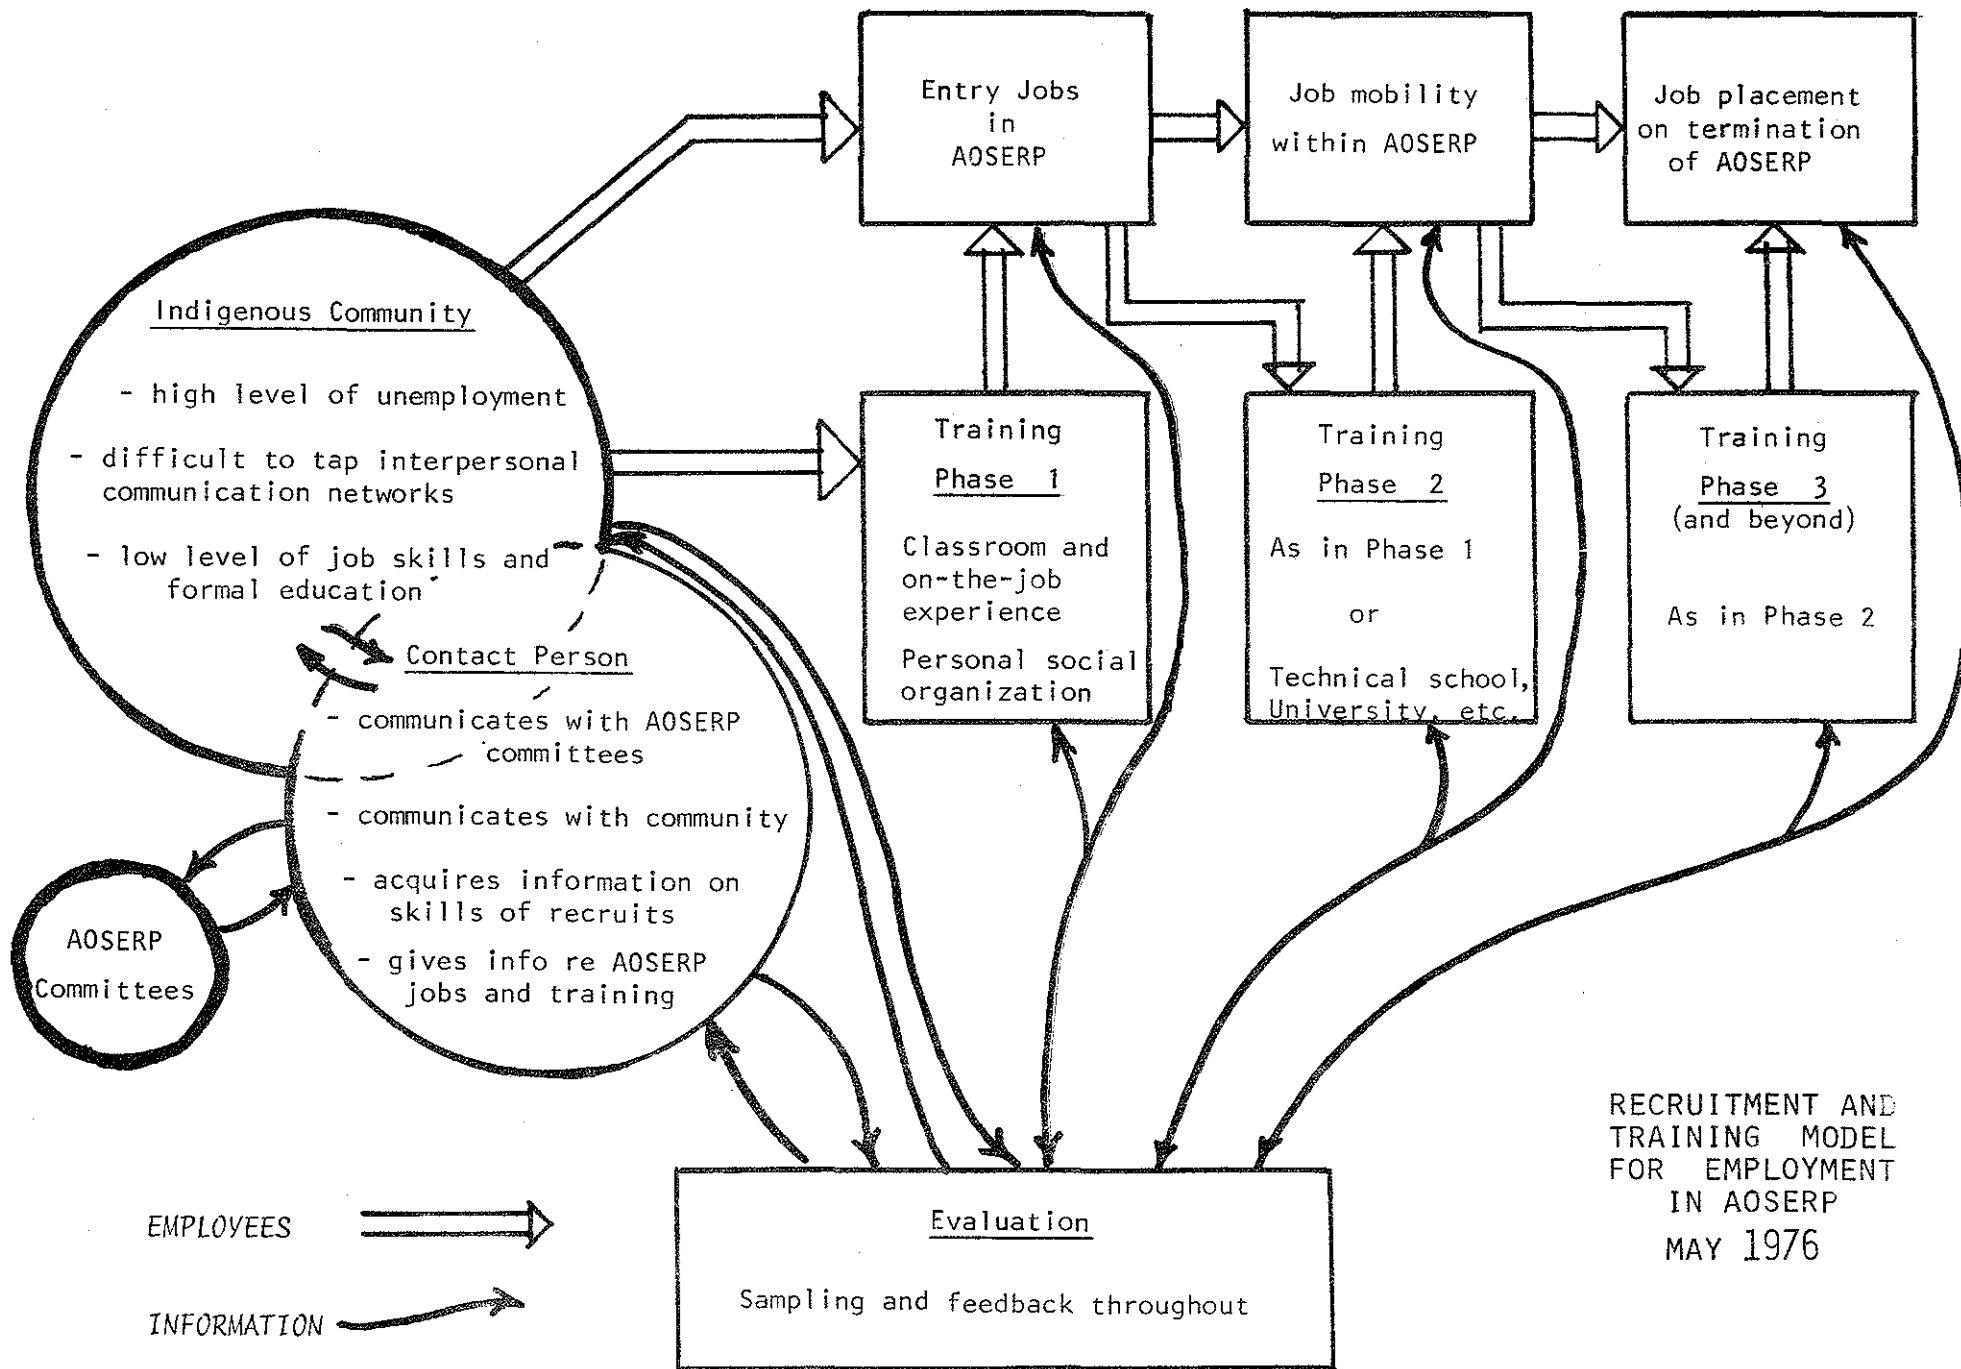 Entry Jobs
in
AOSERP
Job mobility
within AOSERP
Job placement
on termination
of AOSERP
Indigenous Community
- high level of unemployment
- difficult to tap interpersonal
communication networks
- low level of job skills and
formal education
Training
Phase 1
Classroom and
on-the-job
experience
Personal social
organization
Training
Phase 2
As in Phase 1
or
Technical school,
University, etc.
Training
Phase 3
(and beyond)
As in Phase 2
Contact Person
- communicates with AOSERP
committees
- communicates with community
- acquires information on
skills of recruits
- gives info re AOSERP
jobs and training
AOSERP
Committees
Evaluation
Sampling and feedback throughout
EMPLOYEES
INFORMATION
RECRUITMENT AND
TRAINING MODEL
FOR EMPLOYMENT
IN AOSERP
MAY 1976